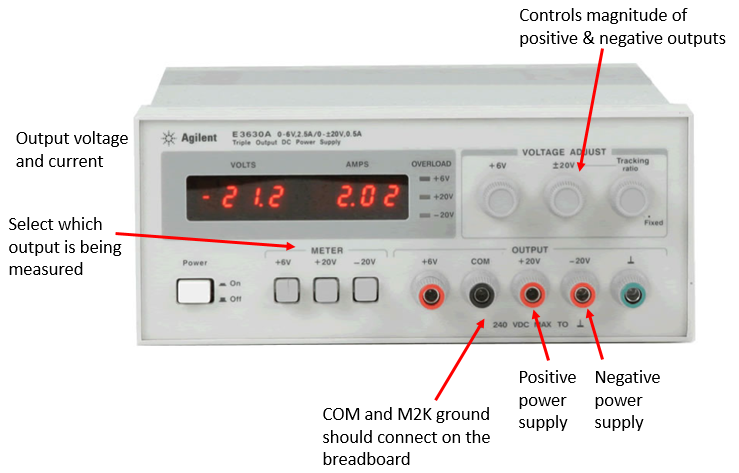 Controls magnitude of
positive & negative outputs
Agilent
E3630A 0-6V,2.5A/0-±20V,0.5A
Triple Output DC Power Supply
Output voltage
and current
VOLTS
AMPS
OVERLOAD
+6V
+20V
-20V
-21.2
2.02
VOLTAGE ADJUST
+6V
±20V
Tracking
ratio
Fixed
Select which
output is being
measured
METER
+6V
+20V
-20V
Power
On
Off
OUTPUT
+6V
COM
+20V
-20V
⊥
240 VDC MAX TO ⊥
Positive
power
supply
Negative
power
supply
COM and M2K ground
should connect on the
breadboard